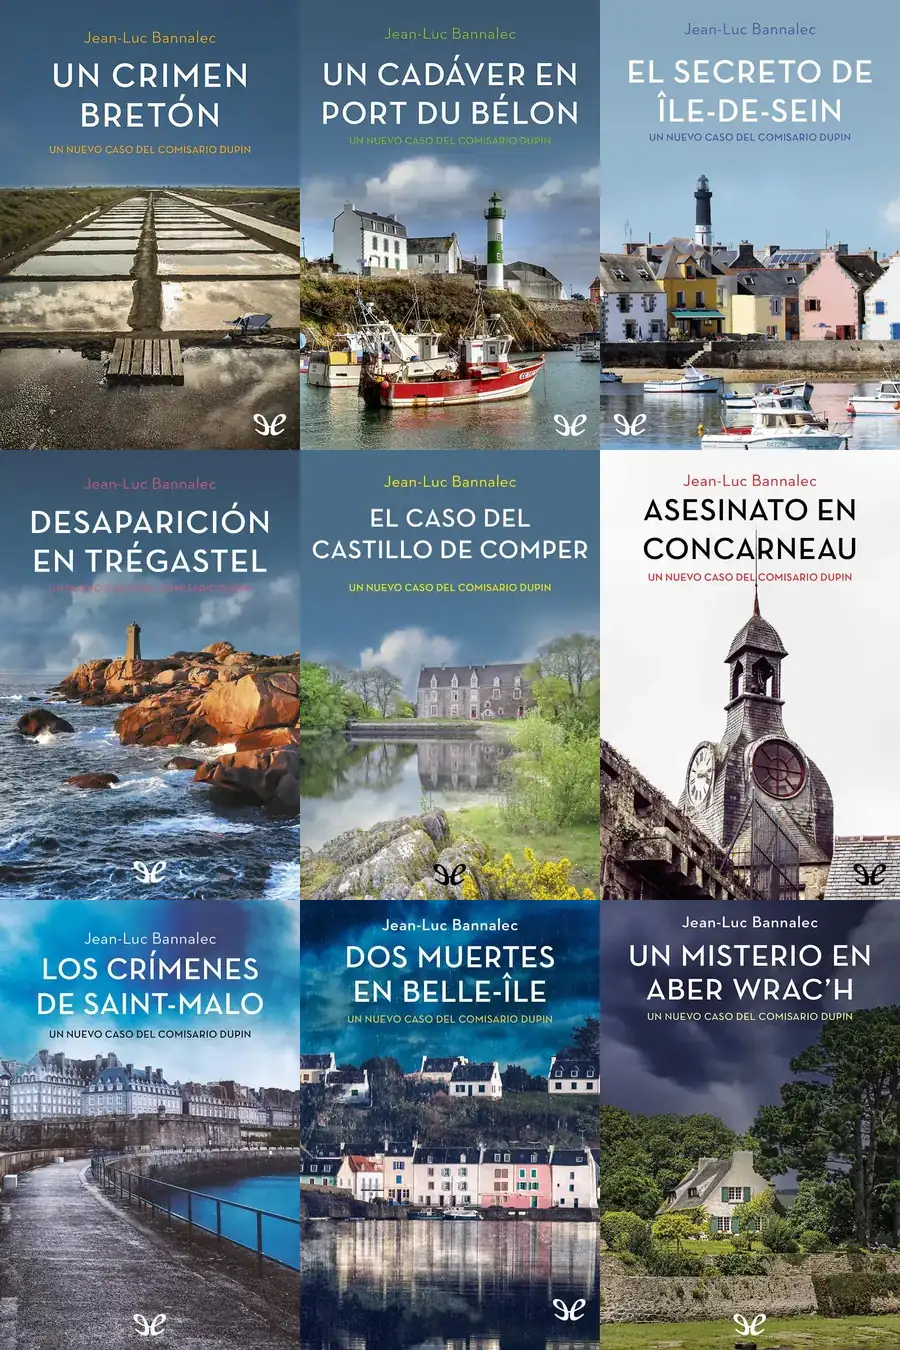 Jean-Luc Bannalec
UN CRIMEN
BRETÓN
UN NUEVO CASO DEL COMISARIO DUPIN
Jean-Luc Bannalec
UN CADÁVER EN
PORT DU BÉLON
UN NUEVO CASO DEL COMISARIO DUPIN
Jean-Luc Bannalec
EL SECRETO DE
ÎLE-DE-SEIN
UN NUEVO CASO DEL COMISARIO DUPIN
Jean-Luc Bannalec
DESAPARICIÓN
EN TRÉGASTEL
UN NUEVO CASO DEL COMISARIO DUPIN
Jean-Luc Bannalec
EL CASO DEL
CASTILLO DE COMPER
UN NUEVO CASO DEL COMISARIO DUPIN
Jean-Luc Bannalec
ASESINATO EN
CONCARNEAU
UN NUEVO CASO DEL COMISARIO DUPIN
Jean-Luc Bannalec
LOS CRÍMENES
DE SAINT-MALO
UN NUEVO CASO DEL COMISARIO DUPIN
Jean-Luc Bannalec
DOS MUERTES
EN BELLE-ÎLE
UN NUEVO CASO DEL COMISARIO DUPIN
Jean-Luc Bannalec
UN MISTERIO EN
ABER WRAC'H
UN NUEVO CASO DEL COMISARIO DUPIN